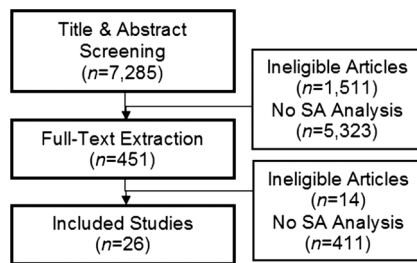 Title & Abstract
Screening
(n=7,285)
Ineligible Articles
(n=1,511)
No SA Analysis
(n=5,323)
Full-Text Extraction
(n=451)
Ineligible Articles
(n=14)
No SA Analysis
(n=411)
Included Studies
(n=26)